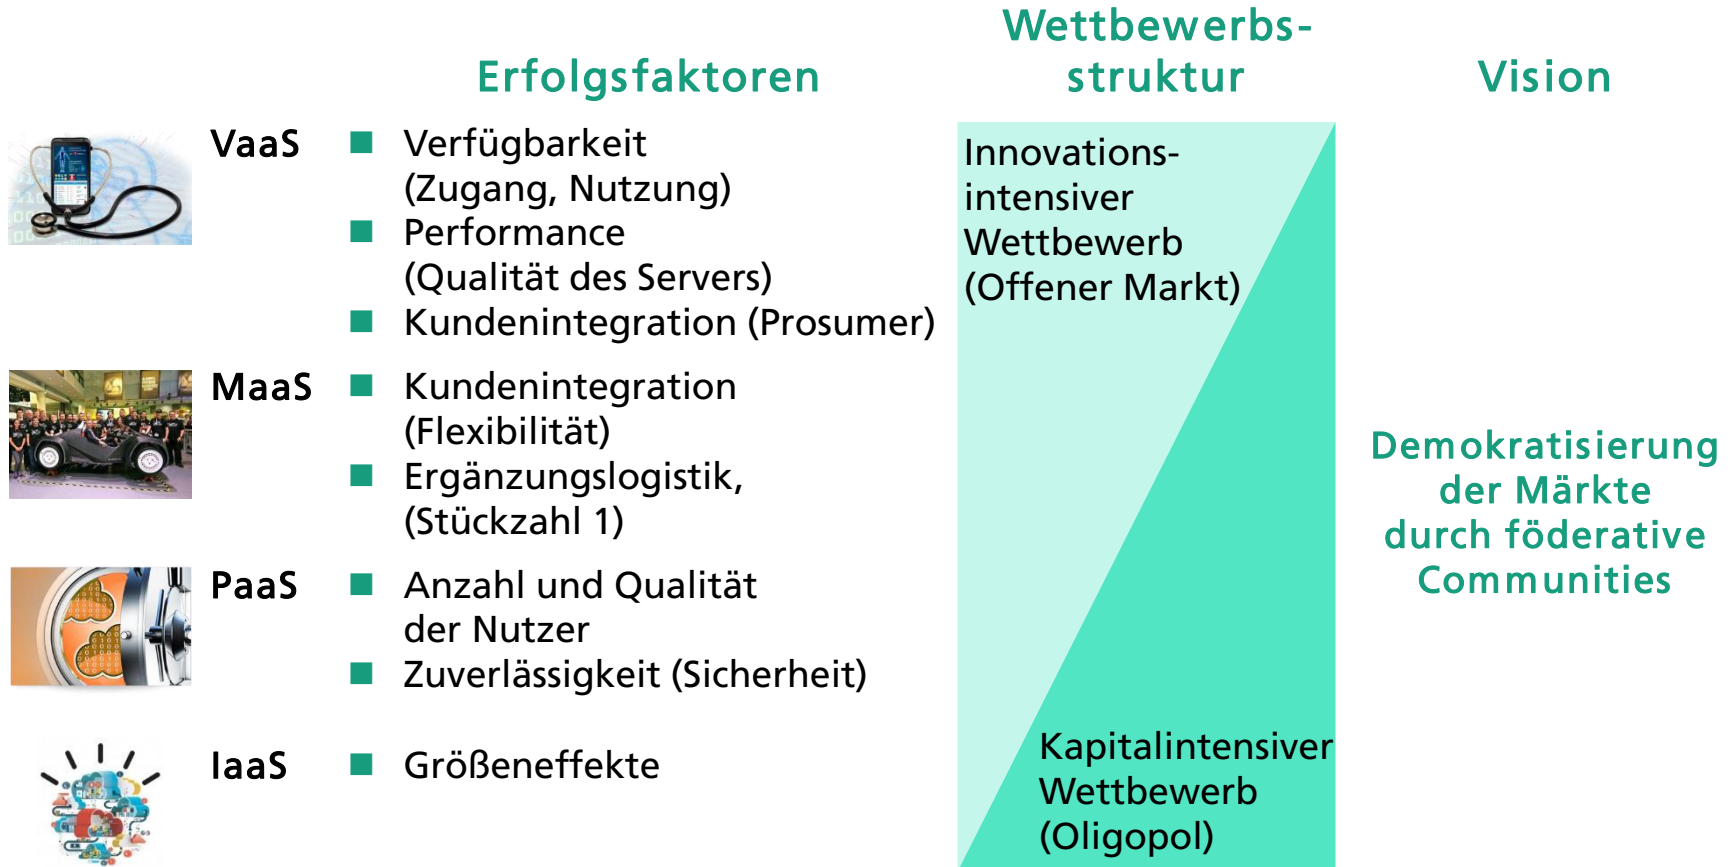 Erfolgsfaktoren
Wettbewerbs-
struktur
Vision
VaaS
Verfügbarkeit
(Zugang, Nutzung)
Performance
(Qualität des Servers)
Kundenintegration (Prosumer)
MaaS
Kundenintegration
(Flexibilität)
Ergänzungslogistik,
(Stückzahl 1)
PaaS
Anzahl und Qualität
der Nutzer
Zuverlässigkeit (Sicherheit)
IaaS
Größeneffekte
Innovations-
intensiver
Wettbewerb
(Offener Markt)
Kapitalintensiver
Wettbewerb
(Oligopol)
Demokratisierung
der Märkte
durch föderative
Communities